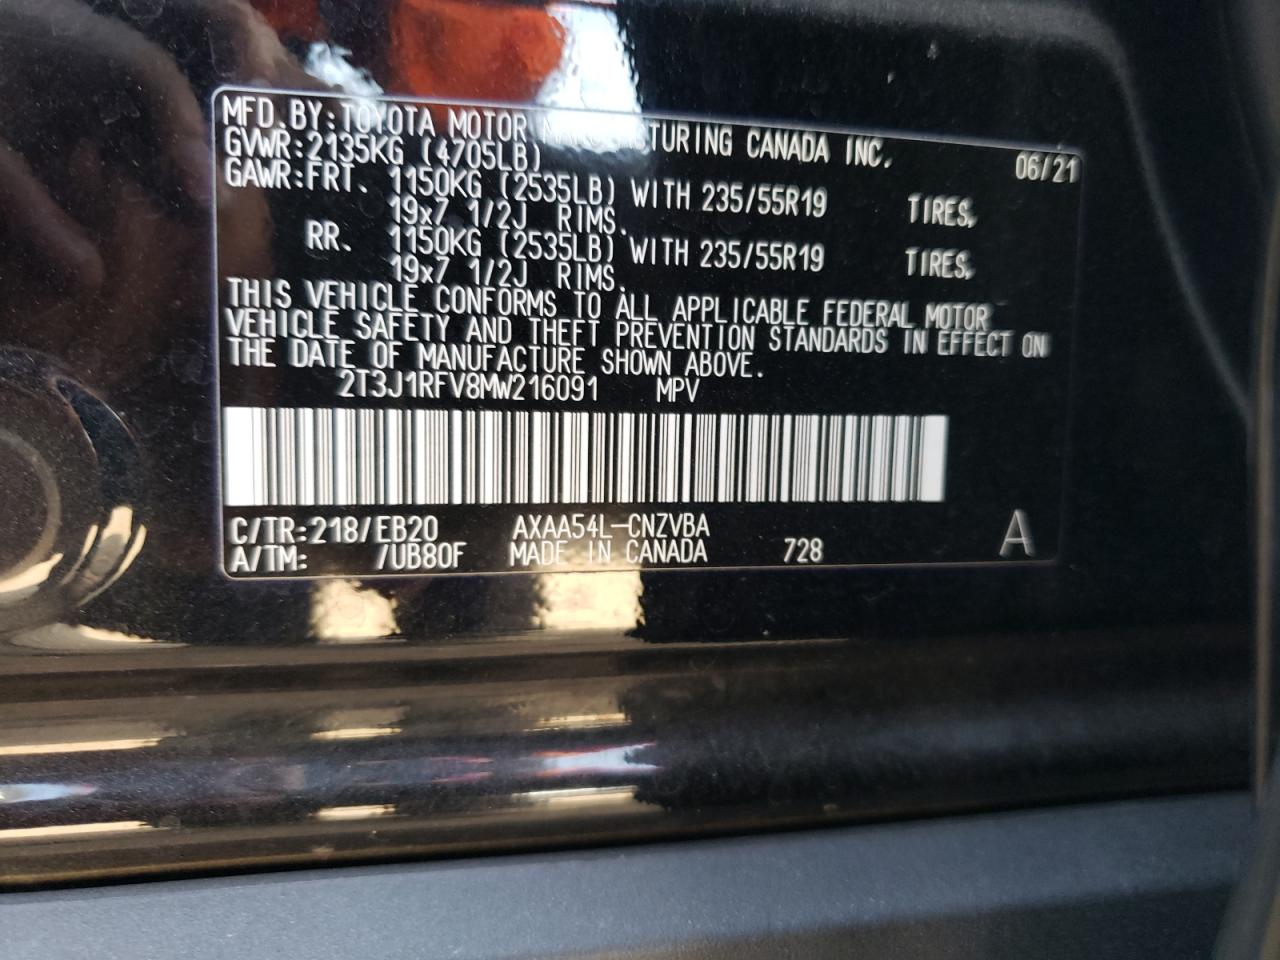 MFD.BY:TOYOTA MOTOR MANUFACTURING CANADA INC. 06/21
GVWR:2135KG (4705LB)
GAWR:FRT. 1150KG (2535LB) WITH 235/55R19 TIRES,
19x7 1/2J RIMS.
RR. 1150KG (2535LB) WITH 235/55R19 TIRES,
19x7 1/2J RIMS.
THIS VEHICLE CONFORMS TO ALL APPLICABLE FEDERAL MOTOR
VEHICLE SAFETY AND THEFT PREVENTION STANDARDS IN EFFECT ON
THE DATE OF MANUFACTURE SHOWN ABOVE.
2T3J1RFV8MW216091 MPV
C/TR:218/EB20 AXAA54L-CNZVBA
A/TM: /UB80F MADE IN CANADA 728 A